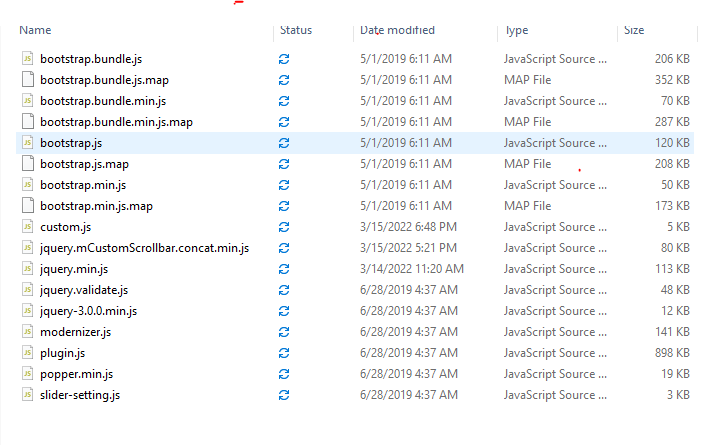 Name Status Date modified Type Size
bootstrap.bundle.js 5/1/2019 6:11 AM JavaScript Source ... 206 KB
bootstrap.bundle.js.map 5/1/2019 6:11 AM MAP File 352 KB
bootstrap.bundle.min.js 5/1/2019 6:11 AM JavaScript Source ... 70 KB
bootstrap.bundle.min.js.map 5/1/2019 6:11 AM MAP File 287 KB
bootstrap.js 5/1/2019 6:11 AM JavaScript Source ... 120 KB
bootstrap.js.map 5/1/2019 6:11 AM MAP File 208 KB
bootstrap.min.js 5/1/2019 6:11 AM JavaScript Source ... 50 KB
bootstrap.min.js.map 5/1/2019 6:11 AM MAP File 173 KB
custom.js 3/15/2022 6:48 PM JavaScript Source ... 5 KB
jquery.mCustomScrollbar.concat.min.js 3/15/2022 5:21 PM JavaScript Source ... 80 KB
jquery.min.js 3/14/2022 11:20 AM JavaScript Source ... 113 KB
jquery.validate.js 6/28/2019 4:37 AM JavaScript Source ... 48 KB
jquery-3.0.0.min.js 6/28/2019 4:37 AM JavaScript Source ... 12 KB
modernizer.js 6/28/2019 4:37 AM JavaScript Source ... 141 KB
plugin.js 6/28/2019 4:37 AM JavaScript Source ... 898 KB
popper.min.js 6/28/2019 4:37 AM JavaScript Source ... 19 KB
slider-setting.js 6/28/2019 4:37 AM JavaScript Source ... 3 KB